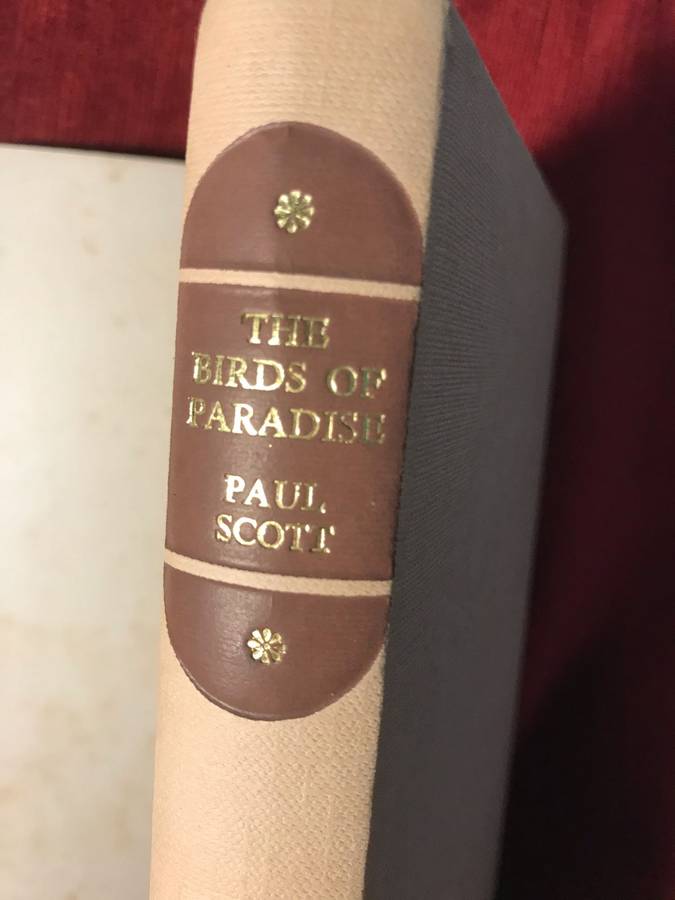 THE
BIRDS OF
PARADISE
PAUL
SCOTT